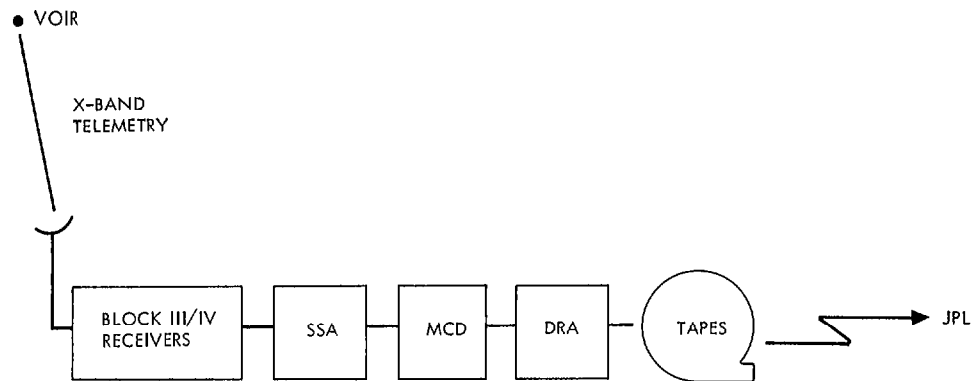 VOIR
X-BAND
TELEMETRY
BLOCK III/IV
RECEIVERS
SSA
MCD
DRA
TAPES
JPL